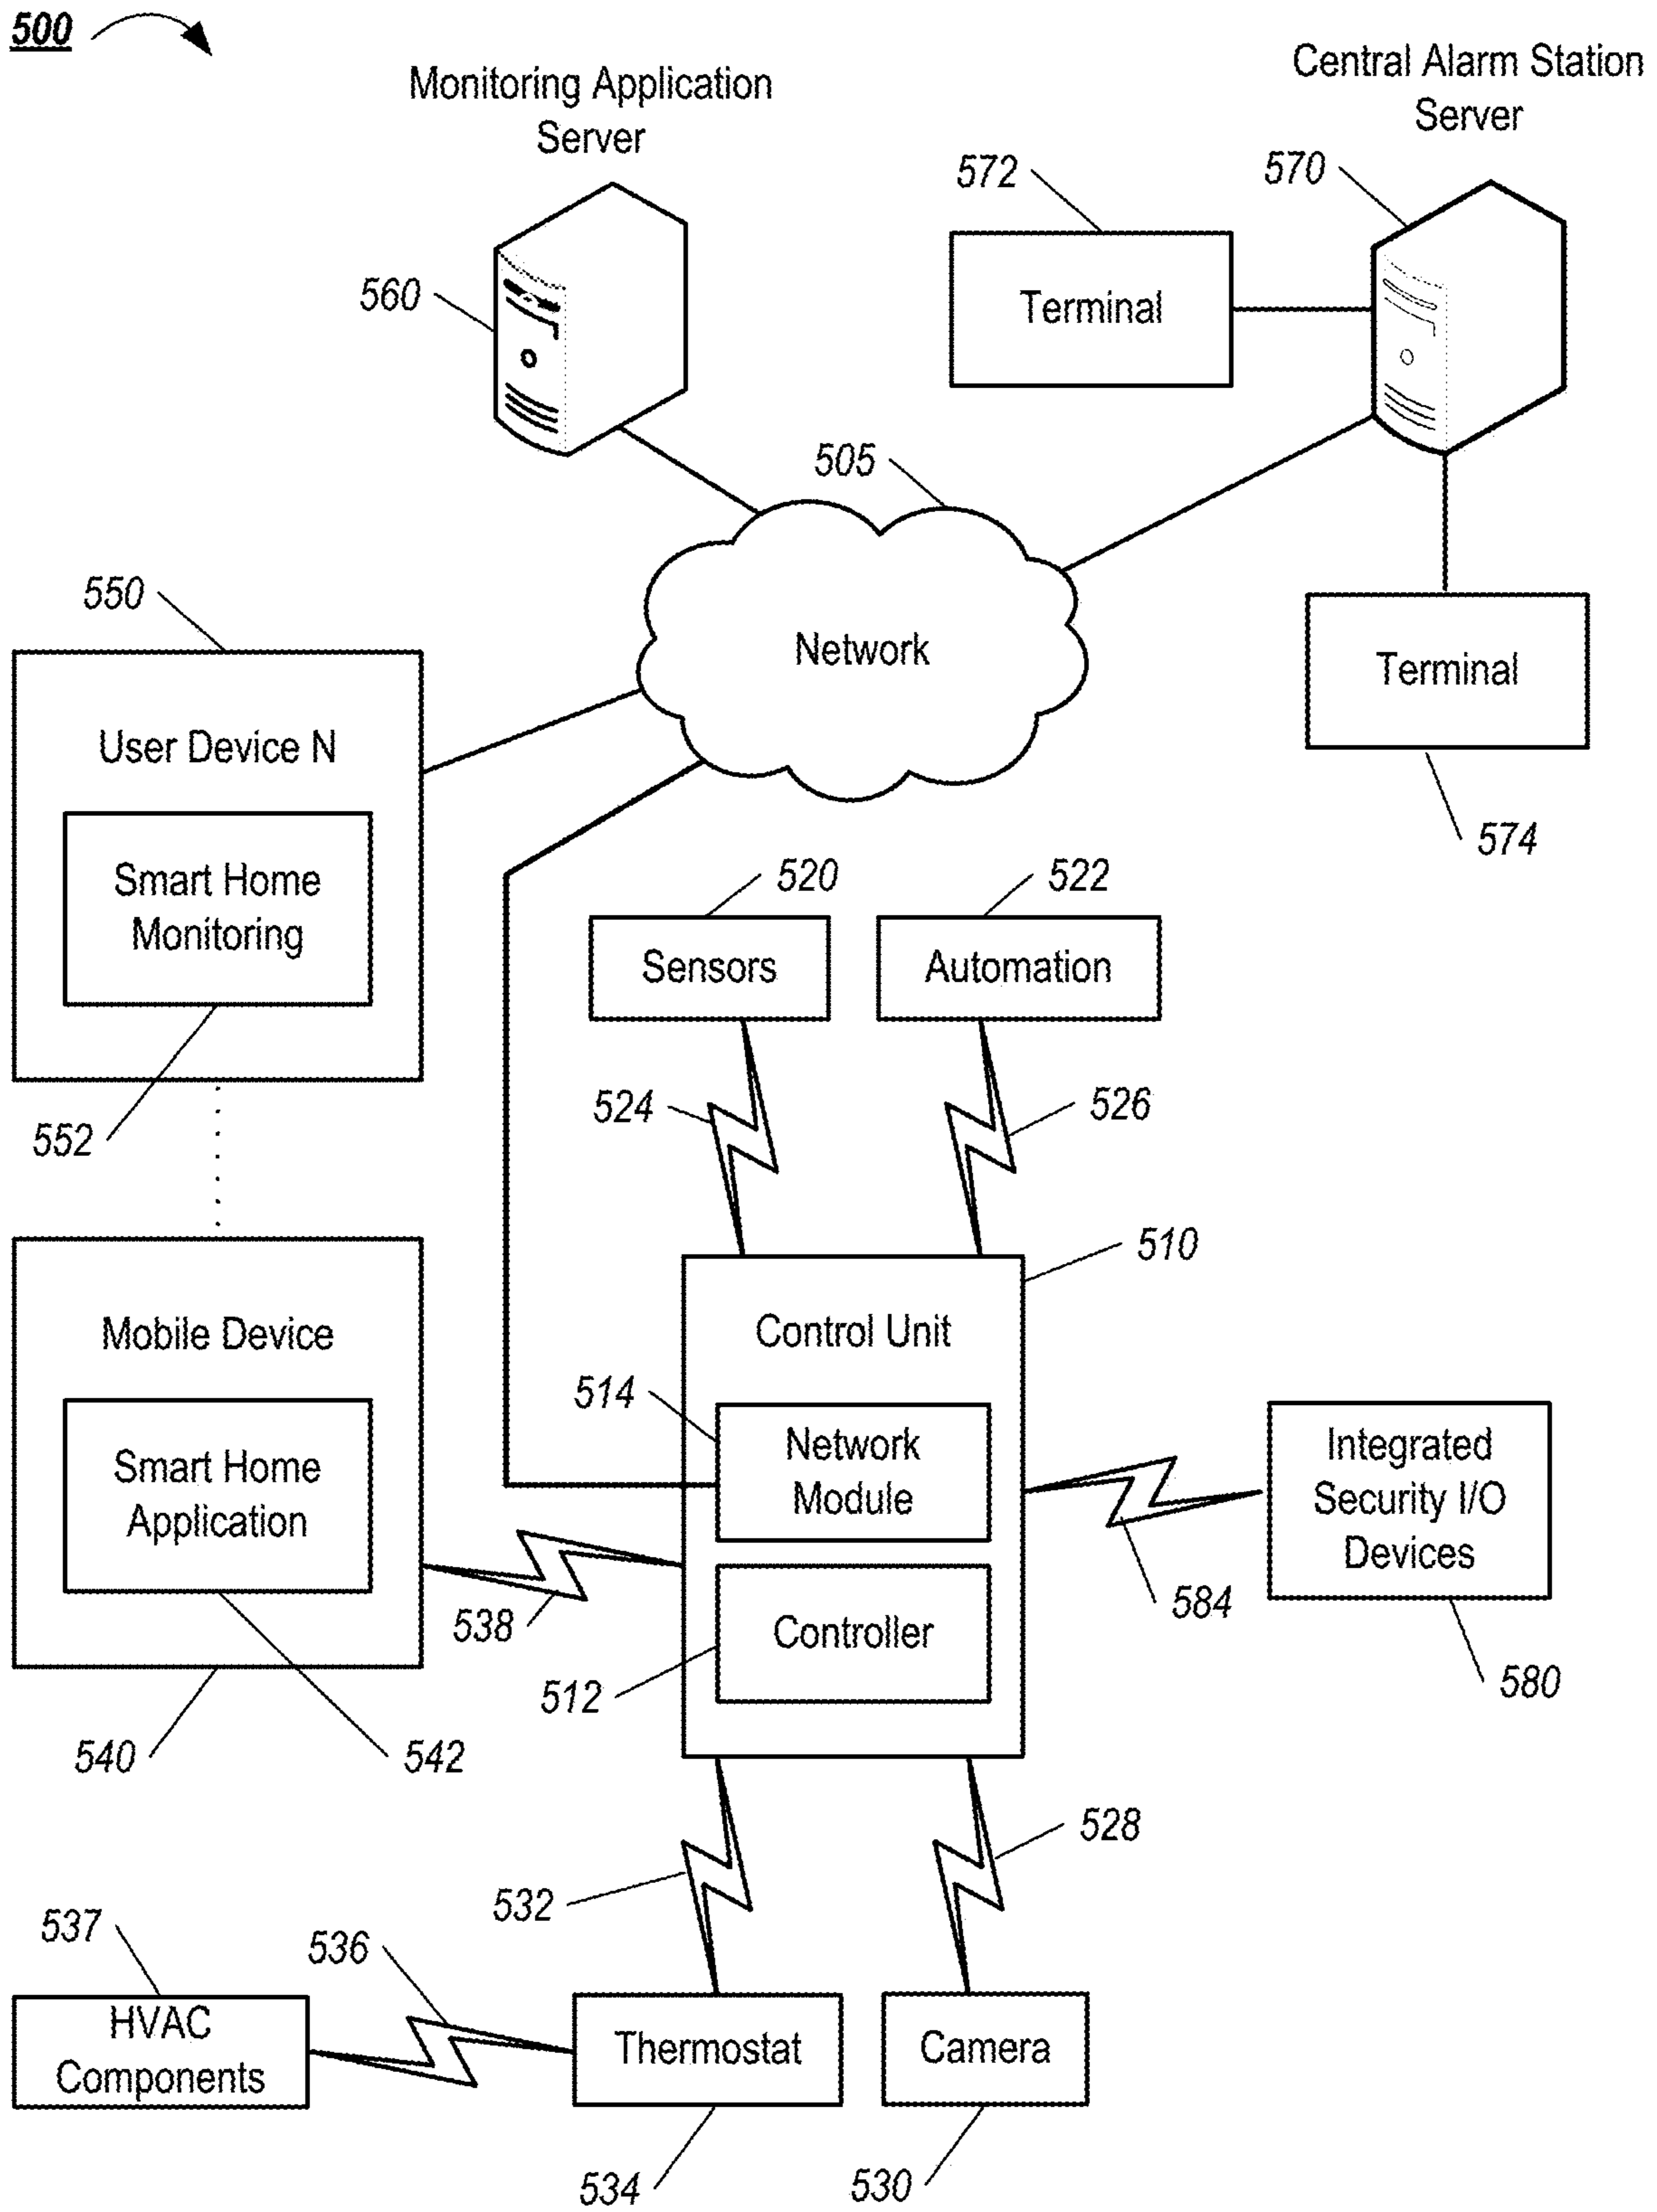 500
Monitoring Application
Server
Central Alarm Station
Server
572
570
560
Terminal
505
550
Network
Terminal
User Device N
574
Smart Home
Monitoring
520
522
Sensors
Automation
552
524
526
510
Mobile Device
Control Unit
514
Smart Home
Application
Network
Module
Integrated
Security I/O
Devices
538
584
Controller
512
580
540
542
528
532
537
536
HVAC
Components
Thermostat
Camera
534
530